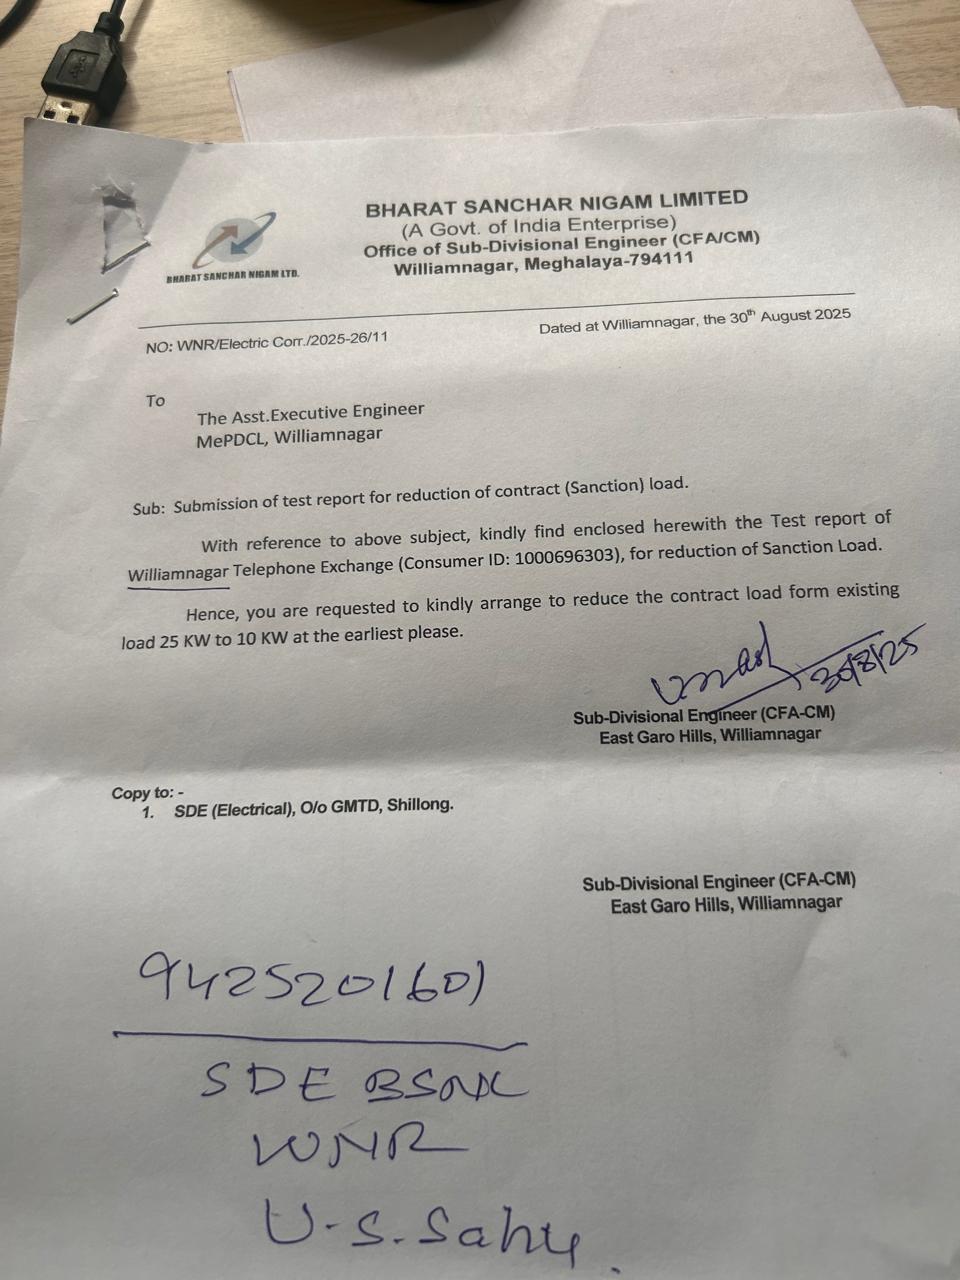 BHARAT SANCHAR NIGAM LIMITED
(A Govt. of India Enterprise)
Office of Sub-Divisional Engineer (CFA/CM)
Williamnagar, Meghalaya-794111
BHARAT SANCHAR NIGAM LTD.
NO: WNR/Electric Corr./2025-26/11
Dated at Williamnagar, the 30th August 2025
To
The Asst.Executive Engineer
MePDCL, Williamnagar
Sub: Submission of test report for reduction of contract (Sanction) load.
With reference to above subject, kindly find enclosed herewith the Test report of
Williamnagar Telephone Exchange (Consumer ID: 1000696303), for reduction of Sanction Load.
Hence, you are requested to kindly arrange to reduce the contract load form existing
load 25 KW to 10 KW at the earliest please.
30/8/25
Sub-Divisional Engineer (CFA-CM)
East Garo Hills, Williamnagar
Copy to: -
1. SDE (Electrical), O/o GMTD, Shillong.
Sub-Divisional Engineer (CFA-CM)
East Garo Hills, Williamnagar
9425201601
SDE BSNL
WNR
U.S. Sahu